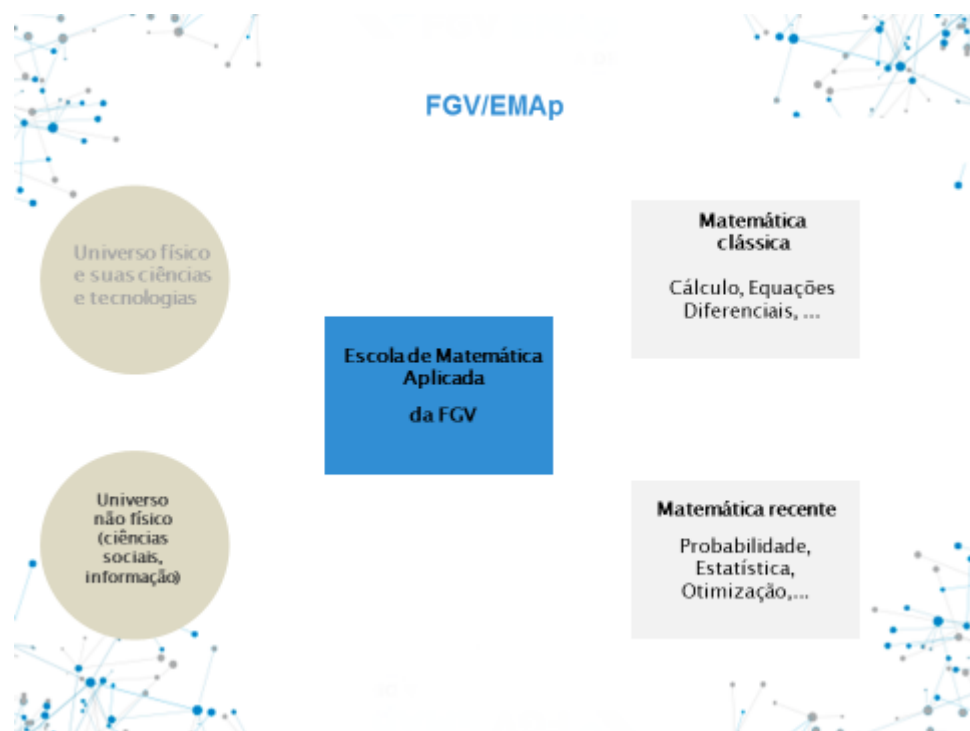 FGV/EMAp
Universo físico
e suas ciências
e tecnologias
Matemática
clássica
Cálculo, Equações
Diferenciais, ...
Escola de Matemática
Aplicada
da FGV
Universo
não físico
(ciências
sociais,
informação)
Matemática recente
Probabilidade,
Estatística,
Otimização,...